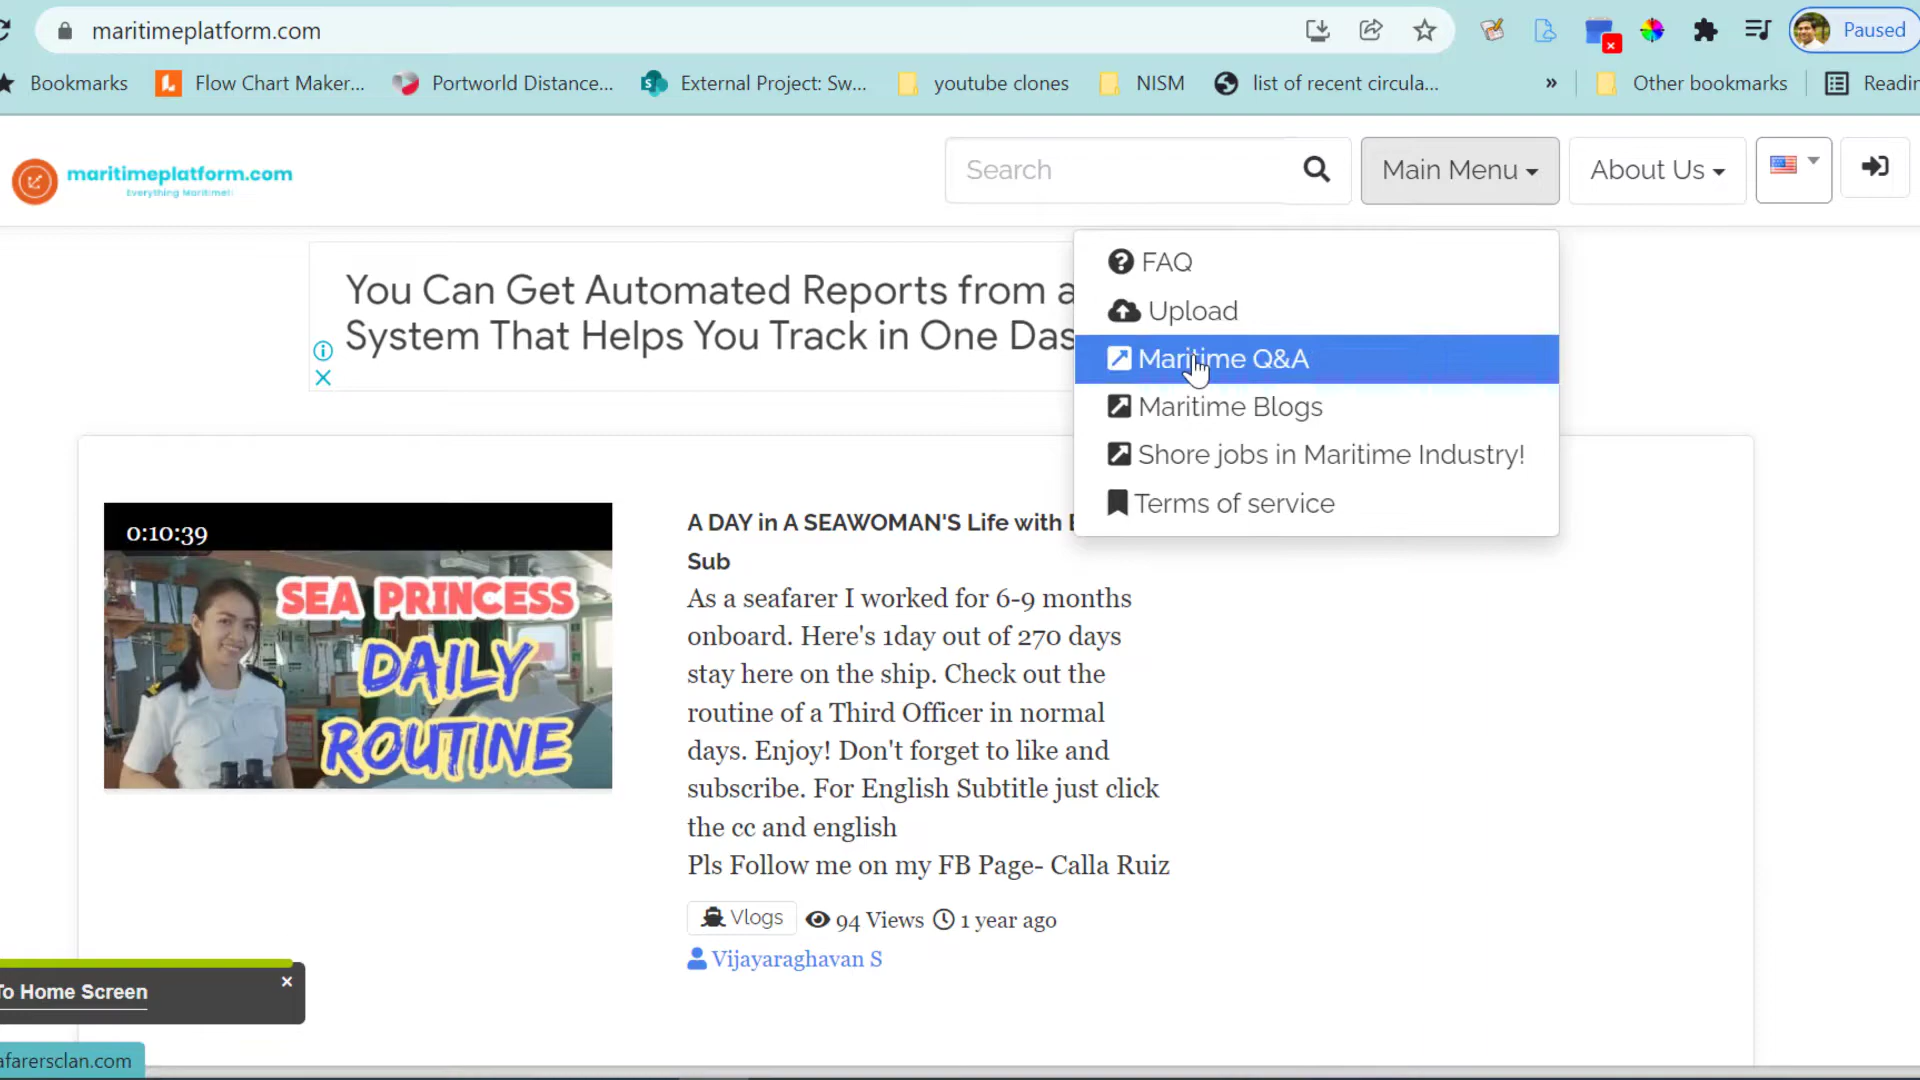 maritimeplatform.com
Paused
Bookmarks
Flow Chart Maker...
Portworld Distance...
External Project: Sw...
youtube clones
NISM
list of recent circula...
»
Other bookmarks
Readin
maritimeplatform.com
Everything Maritime!
Search
Main Menu
About Us
You Can Get Automated Reports from a
System That Helps You Track in One Das
FAQ
Upload
Maritime Q&A
Maritime Blogs
Shore jobs in Maritime Industry!
Terms of service
0:10:39
SEA PRINCESS
DAILY
ROUTINE
A DAY in A SEAWOMAN'S Life with E
Sub
As a seafarer I worked for 6-9 months
onboard. Here's 1day out of 270 days
stay here on the ship. Check out the
routine of a Third Officer in normal
days. Enjoy! Don't forget to like and
subscribe. For English Subtitle just click
the cc and english
Pls Follow me on my FB Page- Calla Ruiz
Vlogs
94 Views
1 year ago
Vijayaraghavan S
To Home Screen
×
afarersclan.com